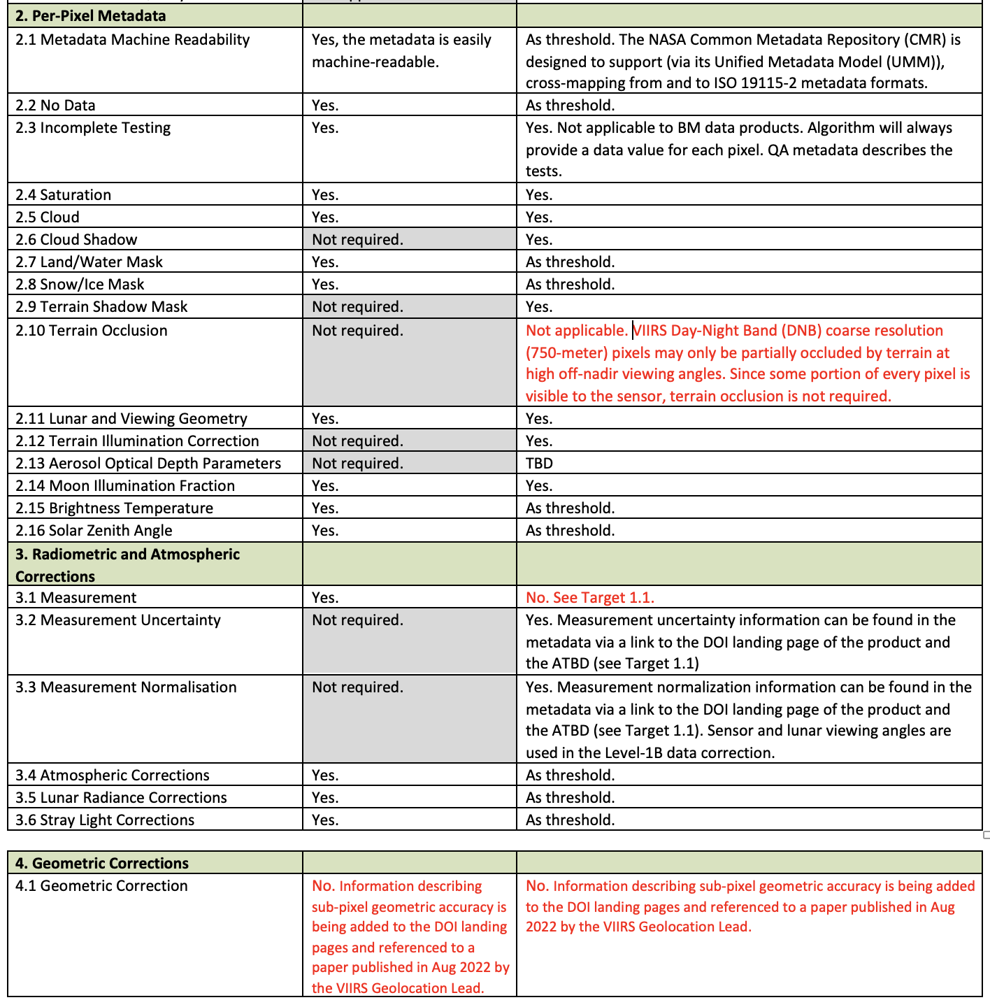 2. Per-Pixel Metadata
2.1 Metadata Machine Readability
Yes, the metadata is easily
machine-readable.
As threshold. The NASA Common Metadata Repository (CMR) is
designed to support (via its Unified Metadata Model (UMM)),
cross-mapping from and to ISO 19115-2 metadata formats.
2.2 No Data
Yes.
As threshold.
2.3 Incomplete Testing
Yes.
Yes. Not applicable to BM data products. Algorithm will always
provide a data value for each pixel. QA metadata describes the
tests.
2.4 Saturation
Yes.
Yes.
2.5 Cloud
Yes.
Yes.
2.6 Cloud Shadow
Not required.
Yes.
2.7 Land/Water Mask
Yes.
As threshold.
2.8 Snow/Ice Mask
Yes.
As threshold.
2.9 Terrain Shadow Mask
Not required.
Yes.
2.10 Terrain Occlusion
Not required.
Not applicable. VIIRS Day-Night Band (DNB) coarse resolution
(750-meter) pixels may only be partially occluded by terrain at
high off-nadir viewing angles. Since some portion of every pixel is
visible to the sensor, terrain occlusion is not required.
2.11 Lunar and Viewing Geometry
Yes.
Yes.
2.12 Terrain Illumination Correction
Not required.
Yes.
2.13 Aerosol Optical Depth Parameters
Not required.
TBD
2.14 Moon Illumination Fraction
Yes.
Yes.
2.15 Brightness Temperature
Yes.
As threshold.
2.16 Solar Zenith Angle
Yes.
As threshold.
3. Radiometric and Atmospheric
Corrections
3.1 Measurement
Yes.
No. See Target 1.1.
3.2 Measurement Uncertainty
Not required.
Yes. Measurement uncertainty information can be found in the
metadata via a link to the DOI landing page of the product and
the ATBD (see Target 1.1)
3.3 Measurement Normalisation
Not required.
Yes. Measurement normalization information can be found in the
metadata via a link to the DOI landing page of the product and
the ATBD (see Target 1.1). Sensor and lunar viewing angles are
used in the Level-1B data correction.
3.4 Atmospheric Corrections
Yes.
As threshold.
3.5 Lunar Radiance Corrections
Yes.
As threshold.
3.6 Stray Light Corrections
Yes.
As threshold.
4. Geometric Corrections
4.1 Geometric Correction
No. Information describing
sub-pixel geometric accuracy is
being added to the DOI landing
pages and referenced to a
paper published in Aug 2022 by
the VIIRS Geolocation Lead.
No. Information describing sub-pixel geometric accuracy is being added
to the DOI landing pages and referenced to a paper published in Aug
2022 by the VIIRS Geolocation Lead.